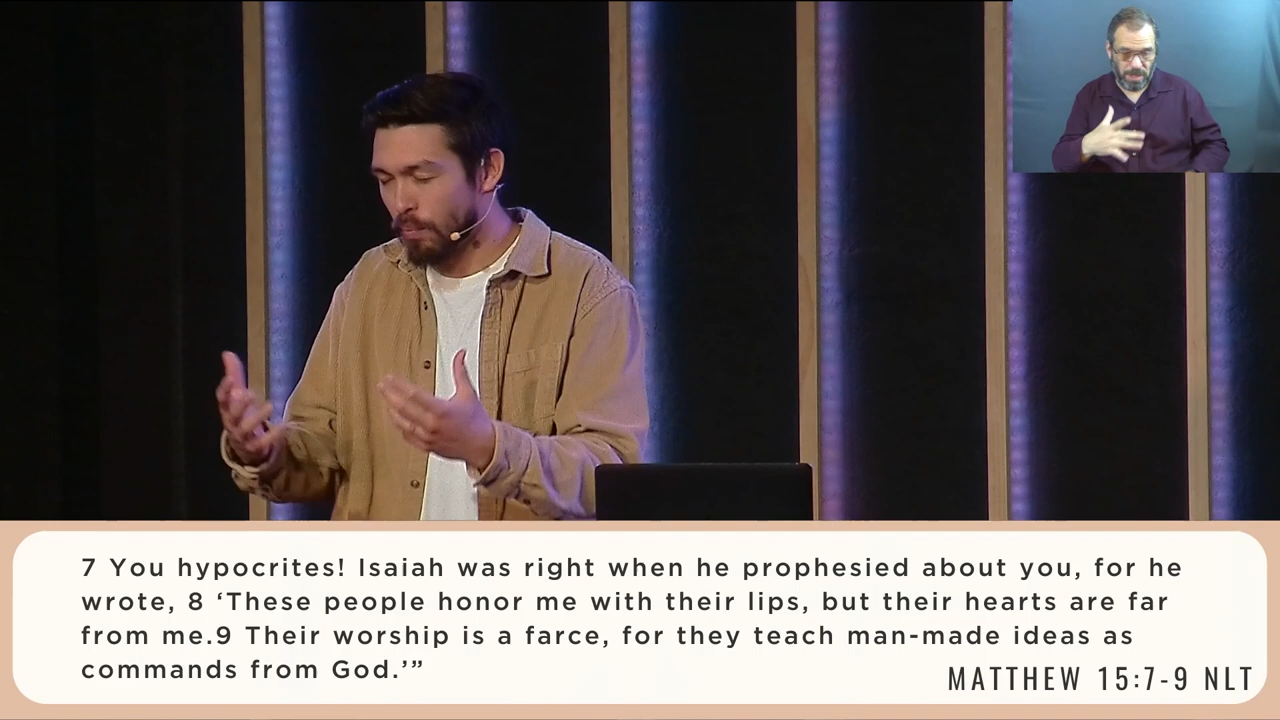 7 You hypocrites! Isaiah was right when he prophesied about you, for he
wrote, 8 ‘These people honor me with their lips, but their hearts are far
from me.9 Their worship is a farce, for they teach man-made ideas as
commands from God.’”
MATTHEW 15:7-9 NLT